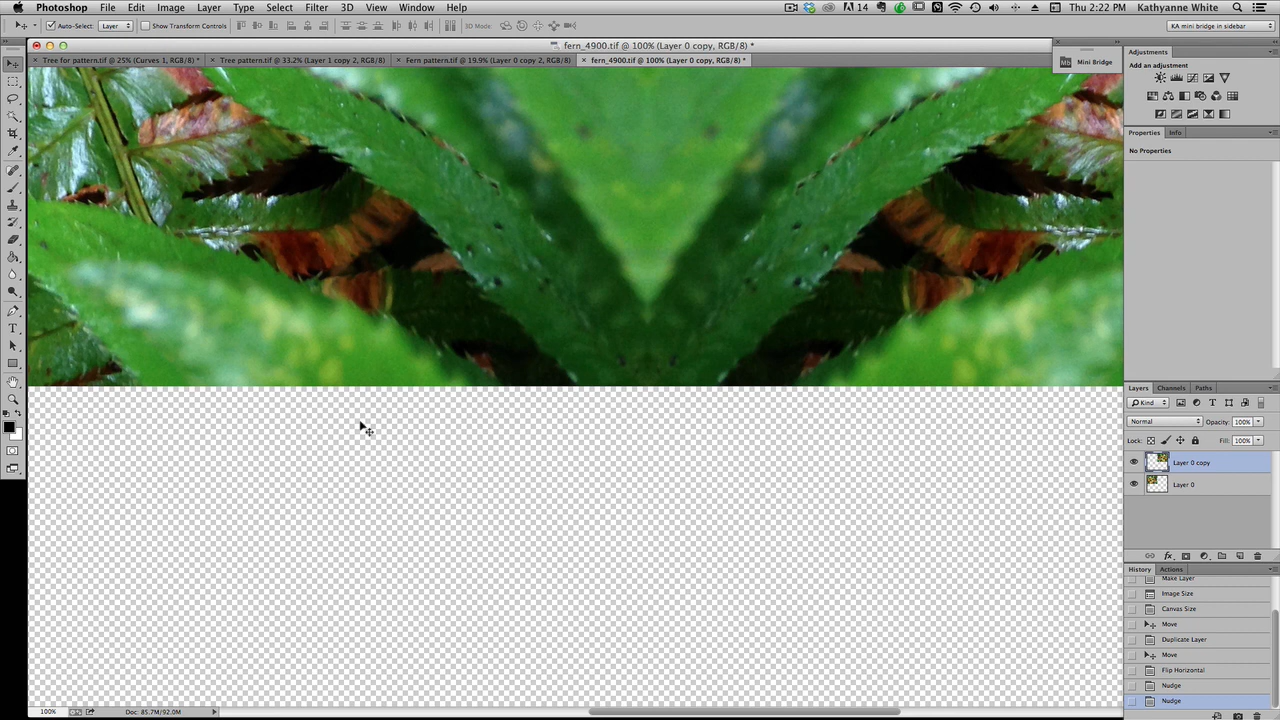 Photoshop File Edit Image Layer Type Select Filter 3D View Window Help 14 Thu 2:22 PM Kathyanne White
Auto-Select: Layer Show Transform Controls 3D Mode: KA mini bridge in sidebar
fern_4900.tif @ 100% (Layer 0 copy, RGB/8) *
Tree for pattern.tif @ 25% (Curves 1, RGB/8) * Tree pattern.tif @ 33.2% (Layer 1 copy 2, RGB/8) Fern pattern.tif @ 19.9% (Layer 0 copy 2, RGB/8) fern_4900.tif @ 100% (Layer 0 copy, RGB/8) *
Mb Mini Bridge
Adjustments
Add an adjustment
Properties Info
No Properties
Layers Channels Paths
Kind
Normal Opacity: 100%
Lock: Fill: 100%
Layer 0 copy
Layer 0
fx
History Actions
Make Layer
Image Size
Canvas Size
Move
Duplicate Layer
Move
Flip Horizontal
Nudge
Nudge
100% Doc: 85.7M/92.0M